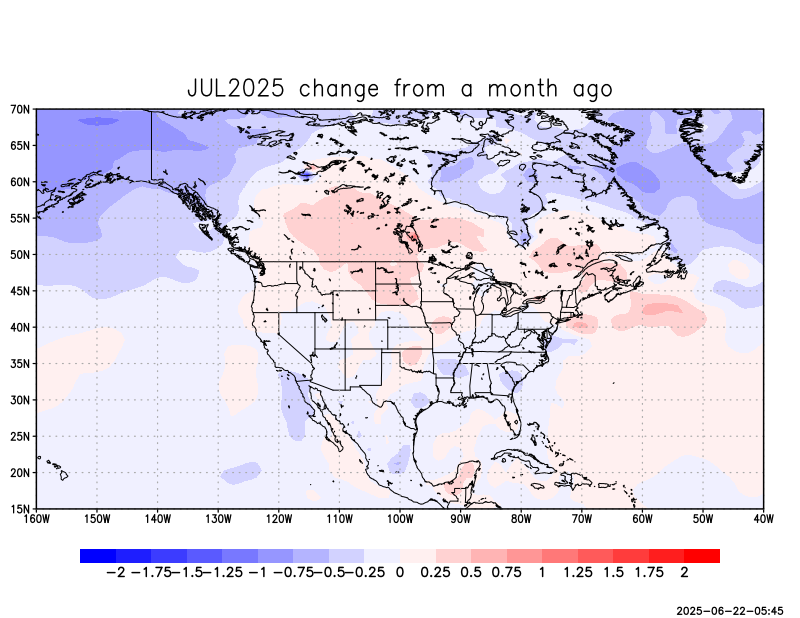 JUL2025 change from a month ago
70N
65N
60N
55N
50N
45N
40N
35N
30N
25N
20N
15N
160W 150W 140W 130W 120W 110W 100W 90W 80W 70W 60W 50W 40W
−2 −1.75 −1.5 −1.25 −1 −0.75 −0.5 −0.25 0 0.25 0.5 0.75 1 1.25 1.5 1.75 2
2025−06−22−05:45